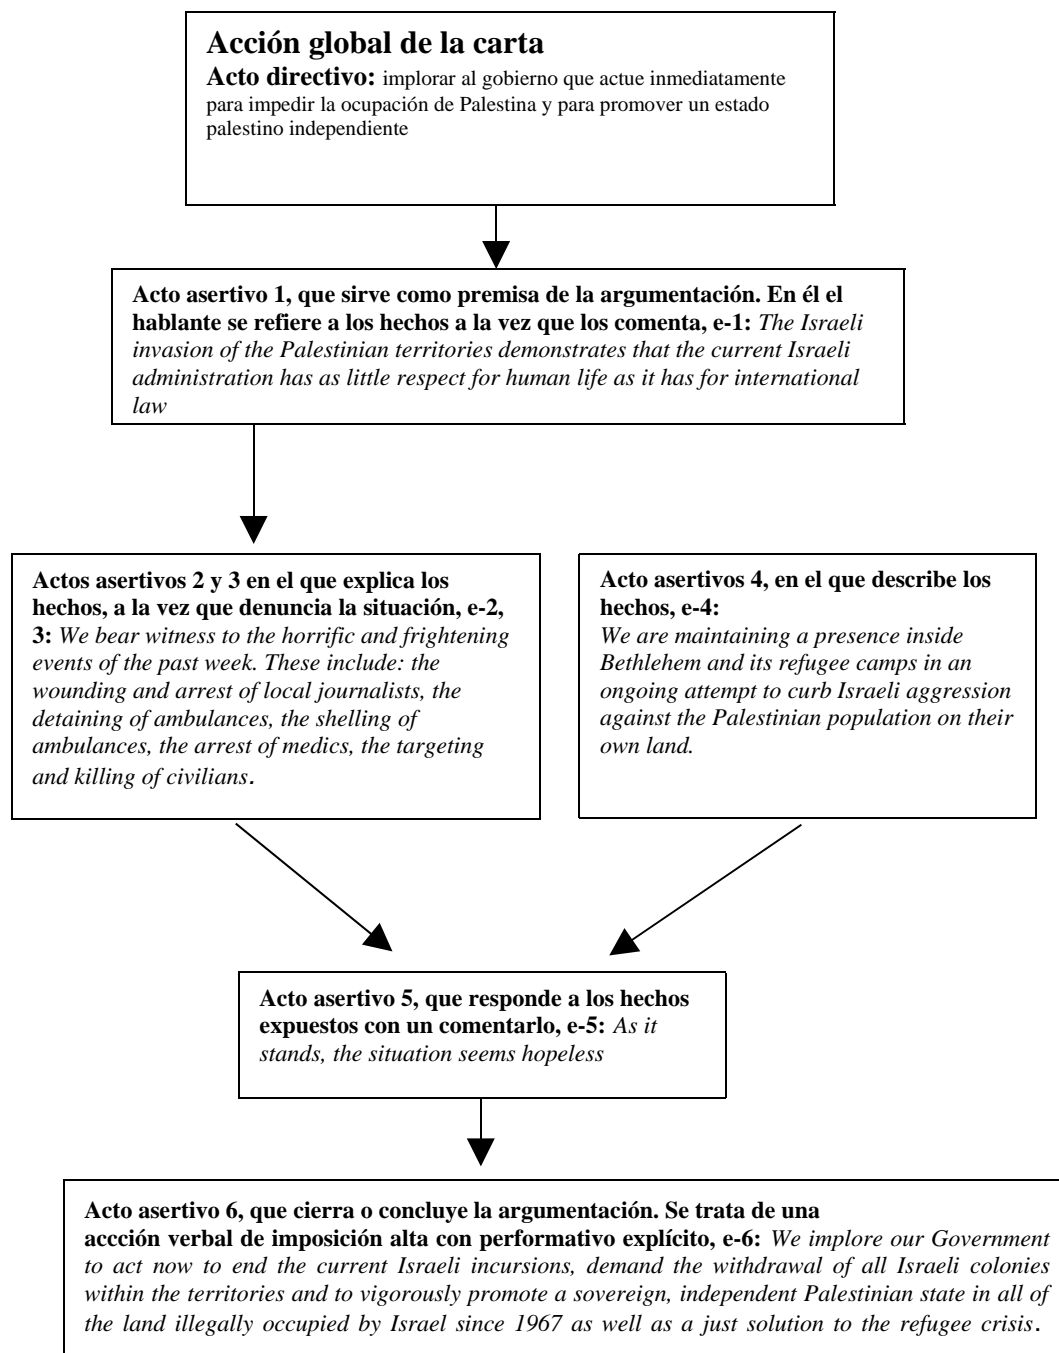 Acción global de la carta
Acto directivo: implorar al gobierno que actue inmediatamente
para impedir la ocupación de Palestina y para promover un estado
palestino independiente
Acto asertivo 1, que sirve como premisa de la argumentación. En él el
hablante se refiere a los hechos a la vez que los comenta, e-1: The Israeli
invasion of the Palestinian territories demonstrates that the current Israeli
administration has as little respect for human life as it has for international
law
Actos asertivos 2 y 3 en el que explica los
hechos, a la vez que denuncia la situación, e-2,
3: We bear witness to the horrific and frightening
events of the past week. These include: the
wounding and arrest of local journalists, the
detaining of ambulances, the shelling of
ambulances, the arrest of medics, the targeting
and killing of civilians.
Acto asertivos 4, en el que describe los
hechos, e-4:
We are maintaining a presence inside
Bethlehem and its refugee camps in an
ongoing attempt to curb Israeli aggression
against the Palestinian population on their
own land.
Acto asertivo 5, que responde a los hechos
expuestos con un comentarlo, e-5: As it
stands, the situation seems hopeless
Acto asertivo 6, que cierra o concluye la argumentación. Se trata de una
accción verbal de imposición alta con performativo explícito, e-6: We implore our Government
to act now to end the current Israeli incursions, demand the withdrawal of all Israeli colonies
within the territories and to vigorously promote a sovereign, independent Palestinian state in all of
the land illegally occupied by Israel since 1967 as well as a just solution to the refugee crisis.